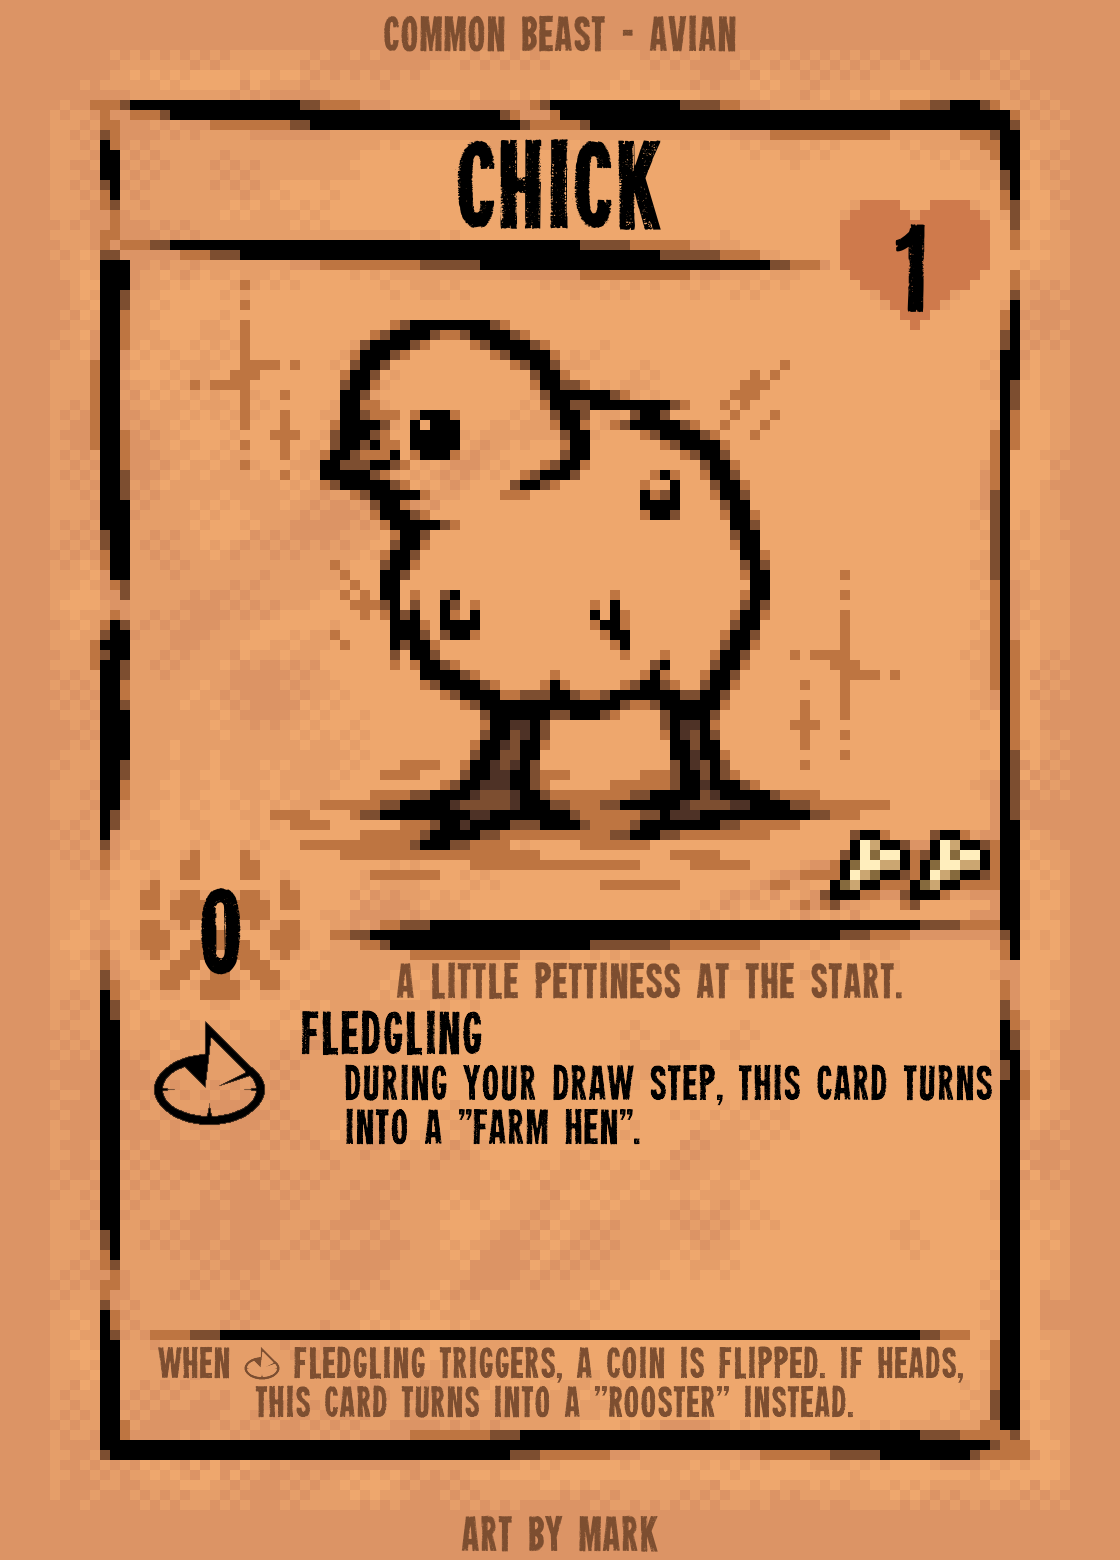 COMMON BEAST - AVIAN
CHICK
1
0
A LITTLE PETTINESS AT THE START.
FLEDGLING
DURING YOUR DRAW STEP, THIS CARD TURNS
INTO A "FARM HEN".
WHEN FLEDGLING TRIGGERS, A COIN IS FLIPPED. IF HEADS,
THIS CARD TURNS INTO A "ROOSTER" INSTEAD.
ART BY MARK